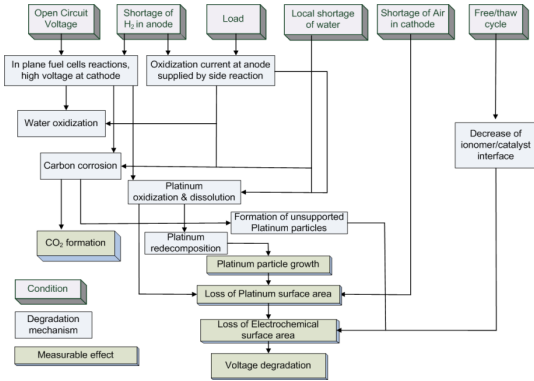 Open Circuit
Voltage
Shortage of
H2 in anode
Load
Local shortage
of water
Shortage of Air
in cathode
Free/thaw
cycle
In plane fuel cells reactions,
high voltage at cathode
Oxidization current at anode
supplied by side reaction
Water oxidization
Decrease of
ionomer/catalyst
interface
Carbon corrosion
Platinum
oxidization & dissolution
Formation of unsupported
Platinum particles
CO2 formation
Platinum
redecomposition
Platinum particle growth
Condition
Loss of Platinum surface area
Degradation
mechanism
Loss of Electrochemical
surface area
Measurable effect
Voltage degradation